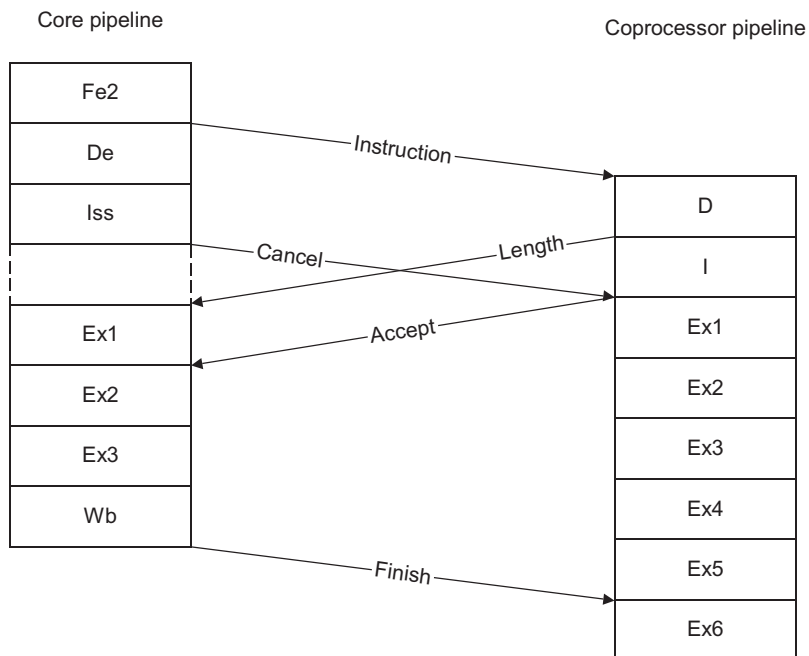 Core pipeline
Coprocessor pipeline
Fe2
De
Iss
Ex1
Ex2
Ex3
Wb
Instruction
Cancel
Length
Accept
Finish
D
I
Ex1
Ex2
Ex3
Ex4
Ex5
Ex6